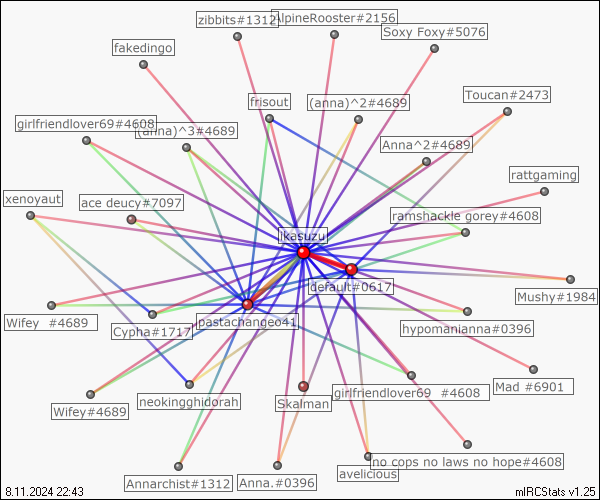 zibbits#1312
AlpineRooster#2156
Soxy Foxy#5076
fakedingo
Toucan#2473
frisout
(anna)^2#4689
girlfriendlover69#4608
(anna)^3#4689
Anna^2#4689
rattgaming
xenoyaut
ace deucy#7097
ramshackle gorey#4608
ikasuzu
default#0617
Mushy#1984
Wifey #4689
Cypha#1717
pastachangeo41
hypomanianna#0396
neokingghidorah
Skalman
girlfriendlover69 #4608
Mad #6901
Wifey#4689
no cops no laws no hope#4608
avelicious
Annarchist#1312
Anna.#0396
8.11.2024 22:43
mIRCStats v1.25